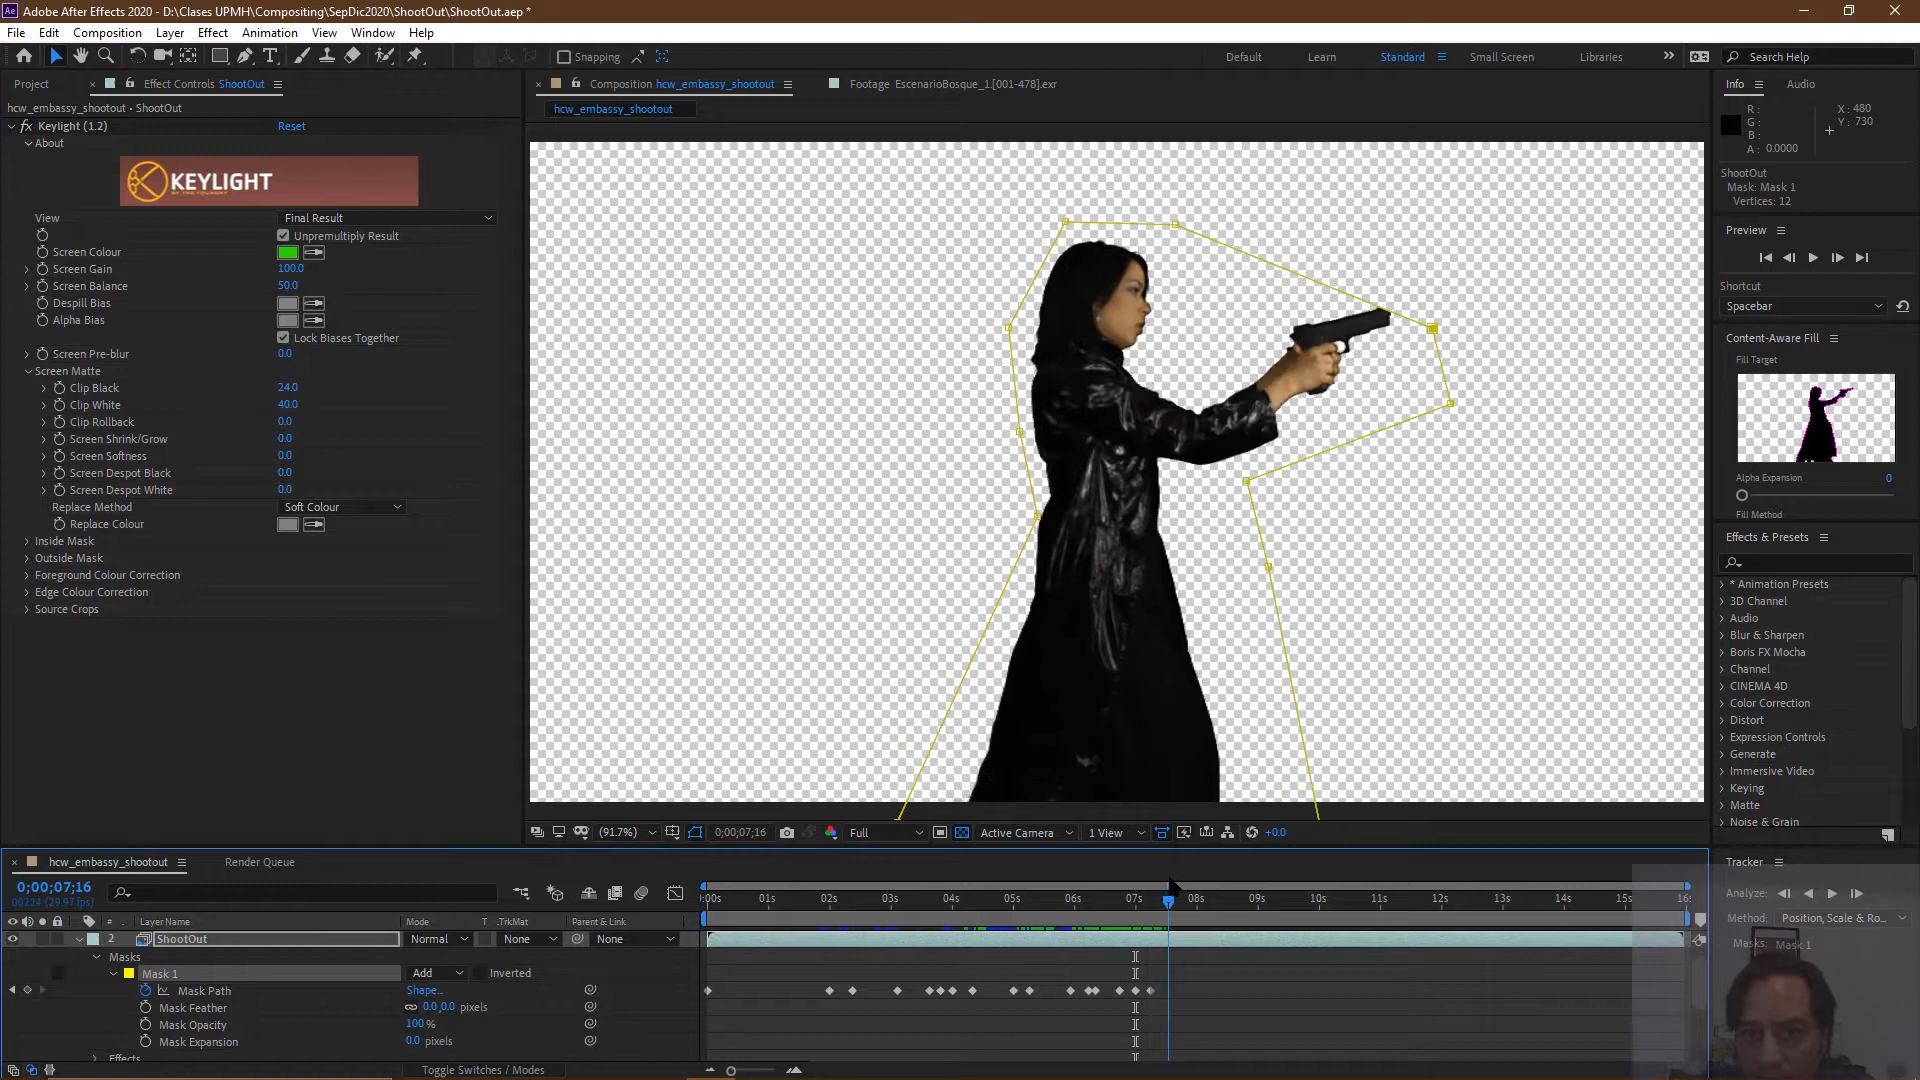 Adobe After Effects 2020 - D:\Clases UPMH\Compositing\SepDic2020\ShootOut\ShootOut.aep *
File Edit Composition Layer Effect Animation View Window Help
Snapping
Default Learn Standard Small Screen Libraries Search Help
Project Effect Controls ShootOut
Composition hcw_embassy_shootout Footage EscenarioBosque_1.[001-478].exr
hcw_embassy_shootout • ShootOut
hcw_embassy_shootout
fx Keylight (1.2) Reset
About
KEYLIGHT
View Final Result
Unpremultiply Result
Screen Colour
Screen Gain 100.0
Screen Balance 50.0
Despill Bias
Alpha Bias
Lock Biases Together
Screen Pre-blur 0.0
Screen Matte
Clip Black 24.0
Clip White 40.0
Clip Rollback 0.0
Screen Shrink/Grow 0.0
Screen Softness 0.0
Screen Despot Black 0.0
Screen Despot White 0.0
Replace Method Soft Colour
Replace Colour
Inside Mask
Outside Mask
Foreground Colour Correction
Edge Colour Correction
Source Crops
(91.7%) 0;00;07;16 Full Active Camera 1 View +0.0
Info Audio
R: X: 480
G: Y: 730
B:
A: 0.0000
ShootOut
Mask: Mask 1
Vertices: 12
Preview
Shortcut
Spacebar
Content-Aware Fill
Fill Target
Alpha Expansion 0
Fill Method
Effects & Presets
* Animation Presets
3D Channel
Audio
Blur & Sharpen
Boris FX Mocha
Channel
CINEMA 4D
Color Correction
Distort
Expression Controls
Generate
Immersive Video
Keying
Matte
Noise & Grain
Tracker
Analyze:
Method: Position, Scale & Ro...
Masks: Mask 1
hcw_embassy_shootout Render Queue
0;00;07;16
00224 (29.97 fps)
:00s 01s 02s 03s 04s 05s 06s 07s 08s 09s 10s 11s 12s 13s 14s 15s 16s
# Layer Name Mode T .TrkMat Parent & Link
2 ShootOut Normal None None
Masks
Mask 1 Add Inverted
Mask Path Shape...
Mask Feather 0.0,0.0 pixels
Mask Opacity 100 %
Mask Expansion 0.0 pixels
Effects
Toggle Switches / Modes